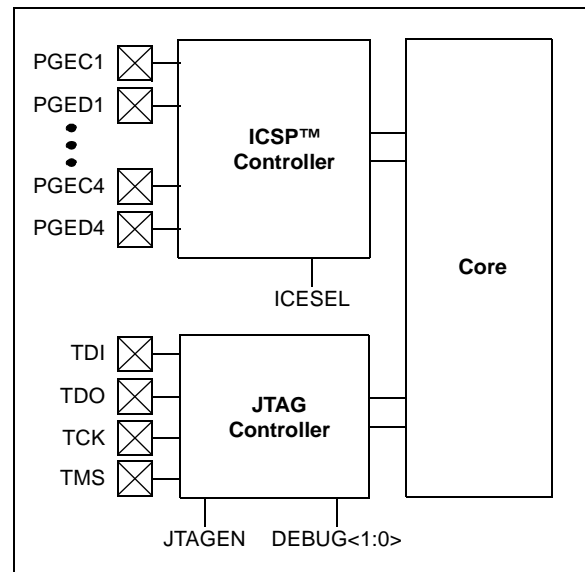 PGEC1
PGED1
PGEC4
PGED4
ICSP™
Controller
ICESEL
Core
TDI
TDO
TCK
TMS
JTAG
Controller
JTAGEN
DEBUG<1:0>